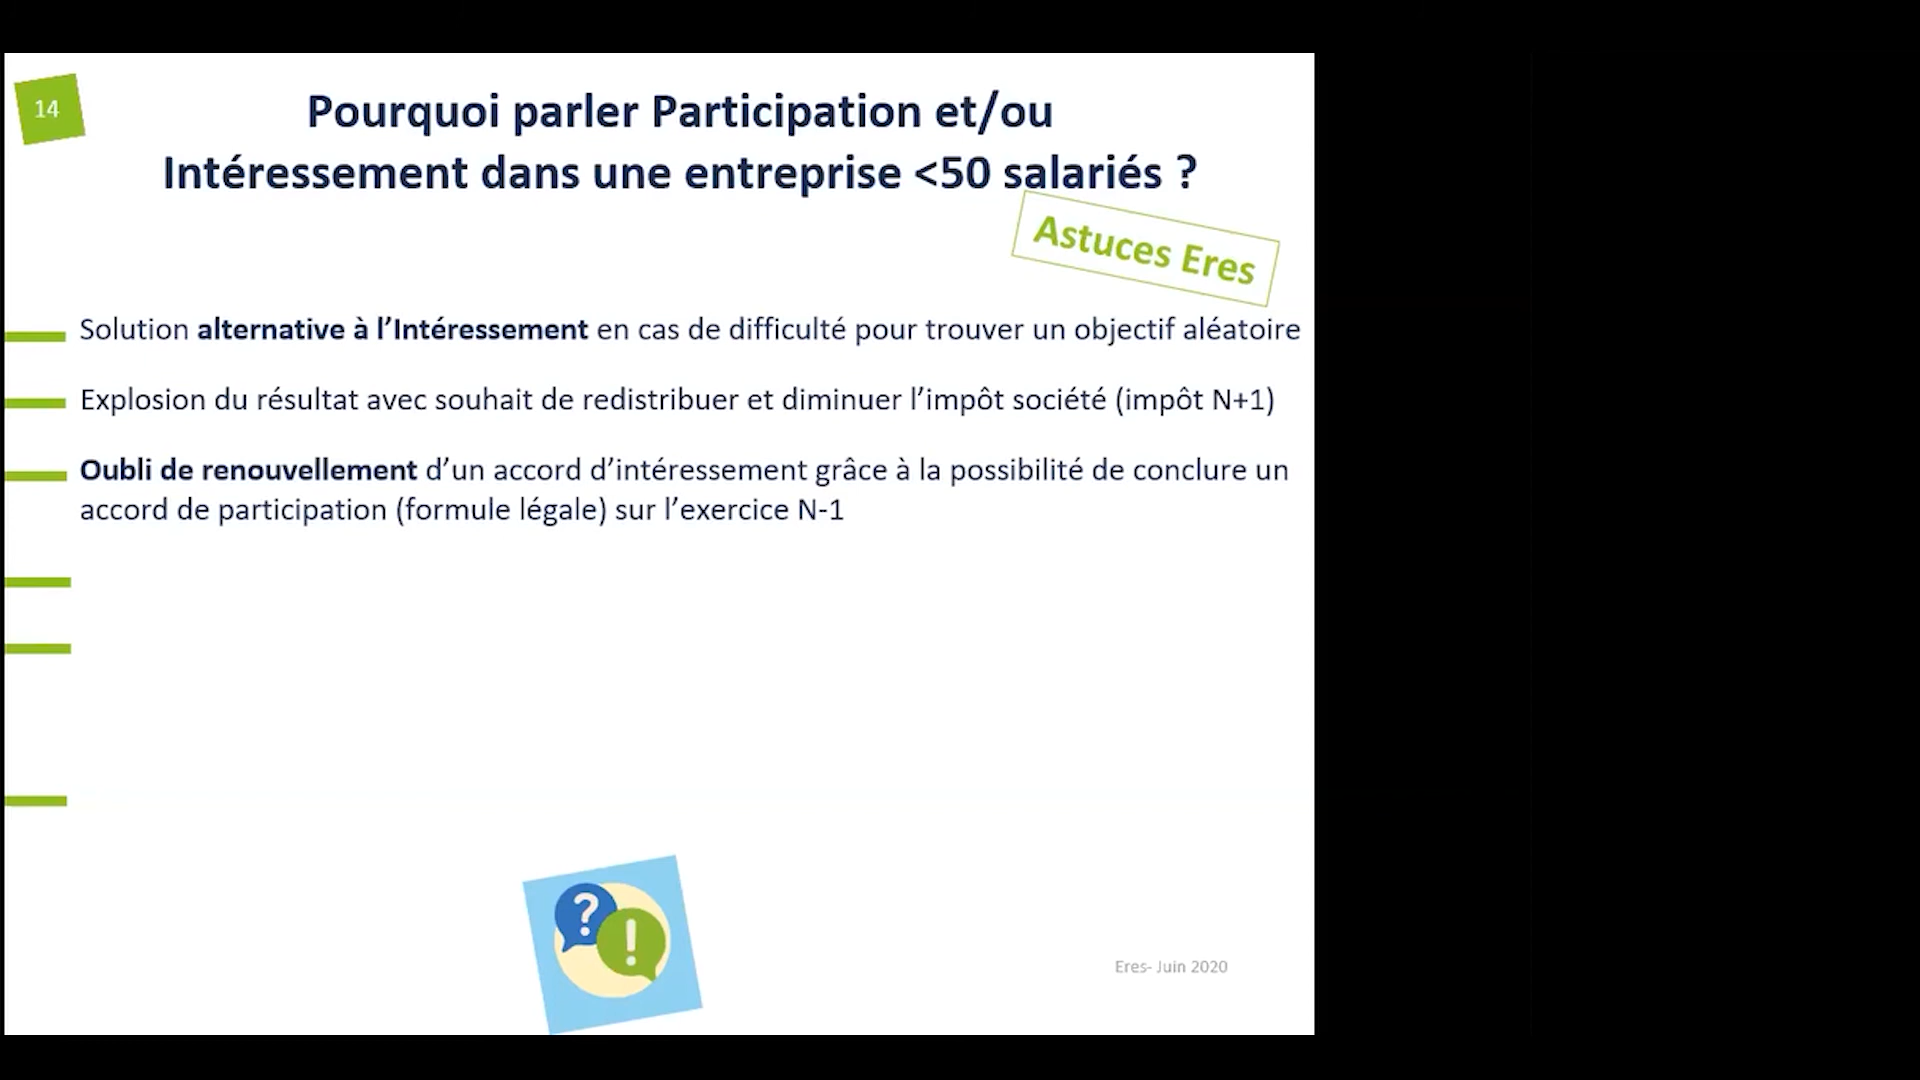 14
Pourquoi parler Participation et/ou
Intéressement dans une entreprise <50 salariés ?
Astuces Eres
Solution alternative à l’Intéressement en cas de difficulté pour trouver un objectif aléatoire
Explosion du résultat avec souhait de redistribuer et diminuer l’impôt société (impôt N+1)
Oubli de renouvellement d’un accord d’intéressement grâce à la possibilité de conclure un
accord de participation (formule légale) sur l’exercice N-1
? !
Eres- Juin 2020